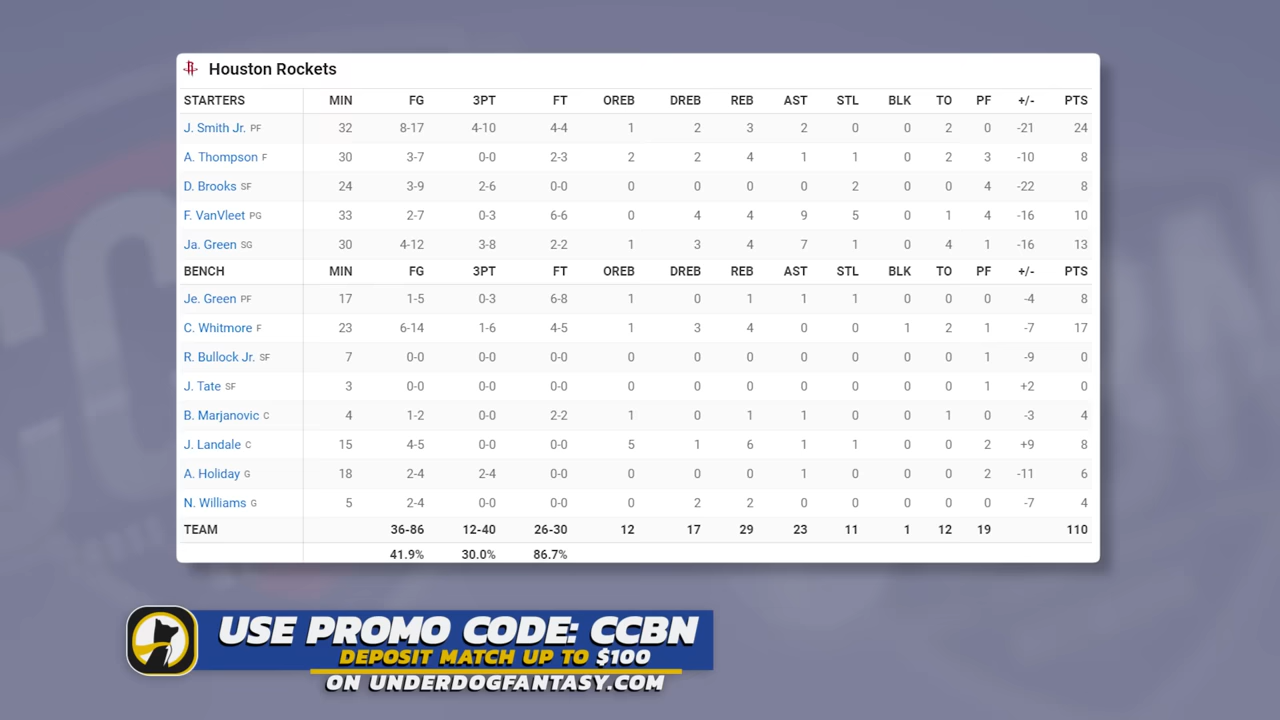 Houston Rockets
STARTERS MIN FG 3PT FT OREB DREB REB AST STL BLK TO PF +/- PTS
J. Smith Jr. PF 32 8-17 4-10 4-4 1 2 3 2 0 0 2 0 -21 24
A. Thompson F 30 3-7 0-0 2-3 2 2 4 1 1 0 2 3 -10 8
D. Brooks SF 24 3-9 2-6 0-0 0 0 0 0 2 0 0 4 -22 8
F. VanVleet PG 33 2-7 0-3 6-6 0 4 4 9 5 0 1 4 -16 10
Ja. Green SG 30 4-12 3-8 2-2 1 3 4 7 1 0 4 1 -16 13
BENCH MIN FG 3PT FT OREB DREB REB AST STL BLK TO PF +/- PTS
Je. Green PF 17 1-5 0-3 6-8 1 0 1 1 1 0 0 0 -4 8
C. Whitmore F 23 6-14 1-6 4-5 1 3 4 0 0 1 2 1 -7 17
R. Bullock Jr. SF 7 0-0 0-0 0-0 0 0 0 0 0 0 0 1 -9 0
J. Tate SF 3 0-0 0-0 0-0 0 0 0 0 0 0 0 1 +2 0
B. Marjanovic C 4 1-2 0-0 2-2 1 0 1 1 0 0 1 0 -3 4
J. Landale C 15 4-5 0-0 0-0 5 1 6 1 1 0 0 2 +9 8
A. Holiday G 18 2-4 2-4 0-0 0 0 0 1 0 0 0 2 -11 6
N. Williams G 5 2-4 0-0 0-0 0 2 2 0 0 0 0 0 -7 4
TEAM 36-86 12-40 26-30 12 17 29 23 11 1 12 19 110
41.9% 30.0% 86.7%
USE PROMO CODE: CCBN
DEPOSIT MATCH UP TO $100
ON UNDERDOGFANTASY.COM